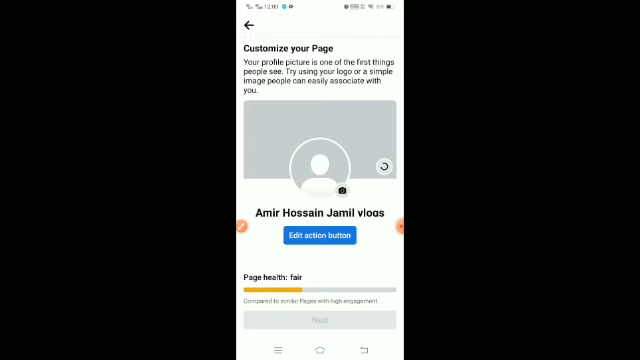 12:09
Customize your Page
Your profile picture is one of the first things
people see. Try using your logo or a simple
image people can easily associate with
you.
Amir Hossain Jamil vlogs
Edit action button
Page health: fair
Compared to similar Pages with high engagement
Next